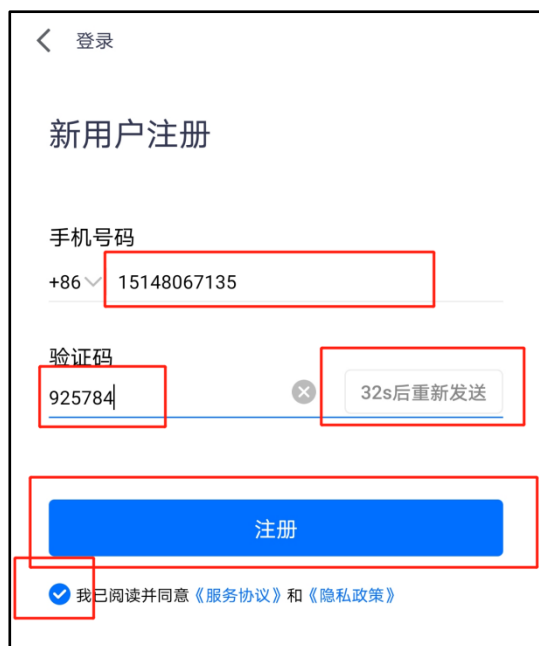 登录
新用户注册
手机号码
+86 15148067135
验证码
925784 32s后重新发送
注册
我已阅读并同意《服务协议》和《隐私政策》